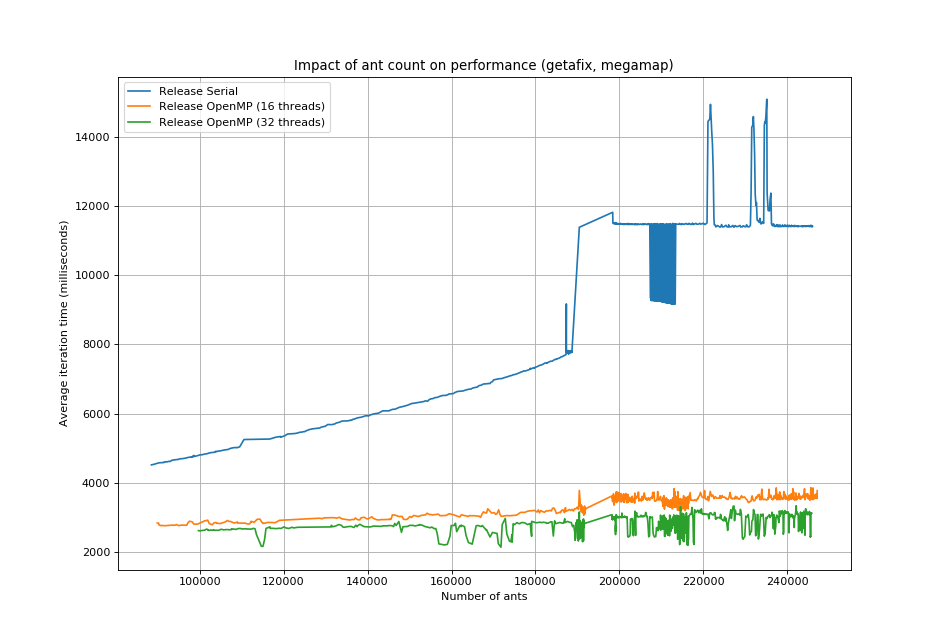 Impact of ant count on performance (getafix, megamap)
Release Serial
Release OpenMP (16 threads)
Release OpenMP (32 threads)
14000
12000
10000
8000
6000
4000
2000
Average iteration time (milliseconds)
100000 120000 140000 160000 180000 200000 220000 240000
Number of ants